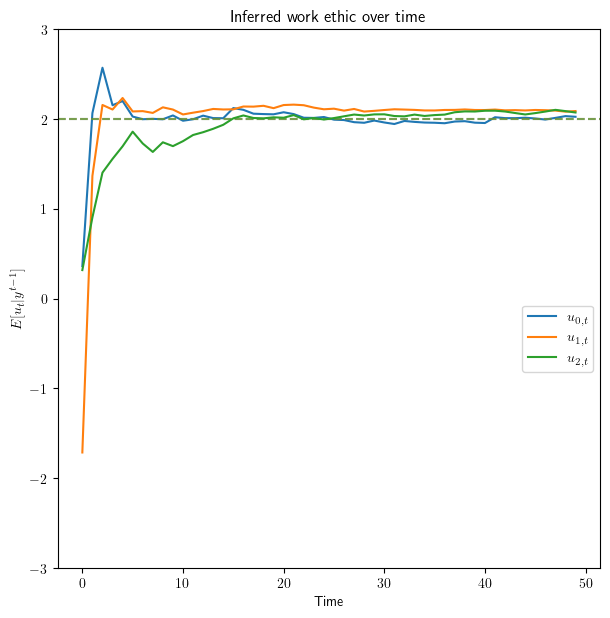 Inferred work ethic over time
3
2
1
0
−1
−2
−3
E[u_t|y^{t−1}]
u_{0,t}
u_{1,t}
u_{2,t}
0 10 20 30 40 50
Time